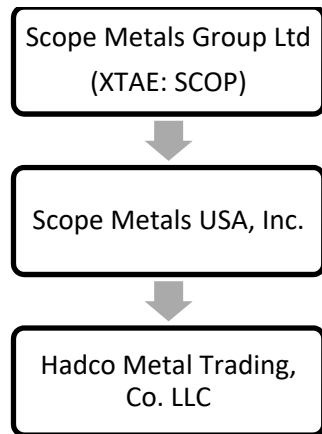 Scope Metals Group Ltd
(XTAE: SCOP)
Scope Metals USA, Inc.
Hadco Metal Trading,
Co. LLC